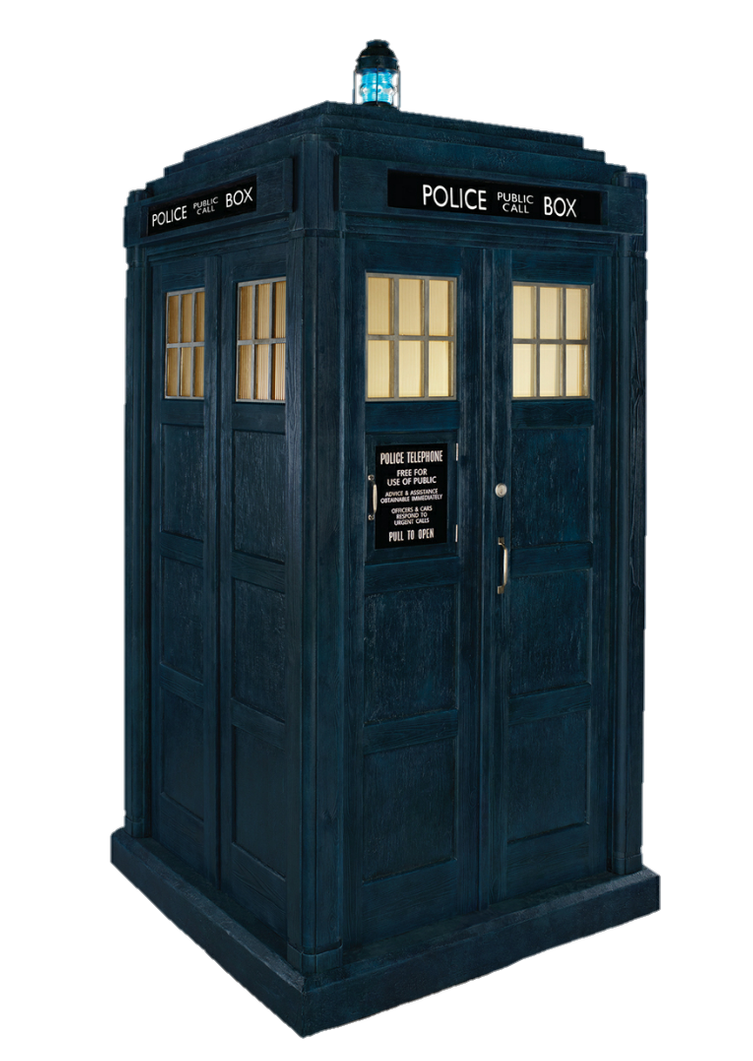 POLICE PUBLIC CALL BOX
POLICE PUBLIC CALL BOX
POLICE TELEPHONE
FREE FOR
USE OF PUBLIC
ADVICE & ASSISTANCE
OBTAINABLE IMMEDIATELY
OFFICERS & CARS
RESPOND TO
URGENT CALLS
PULL TO OPEN